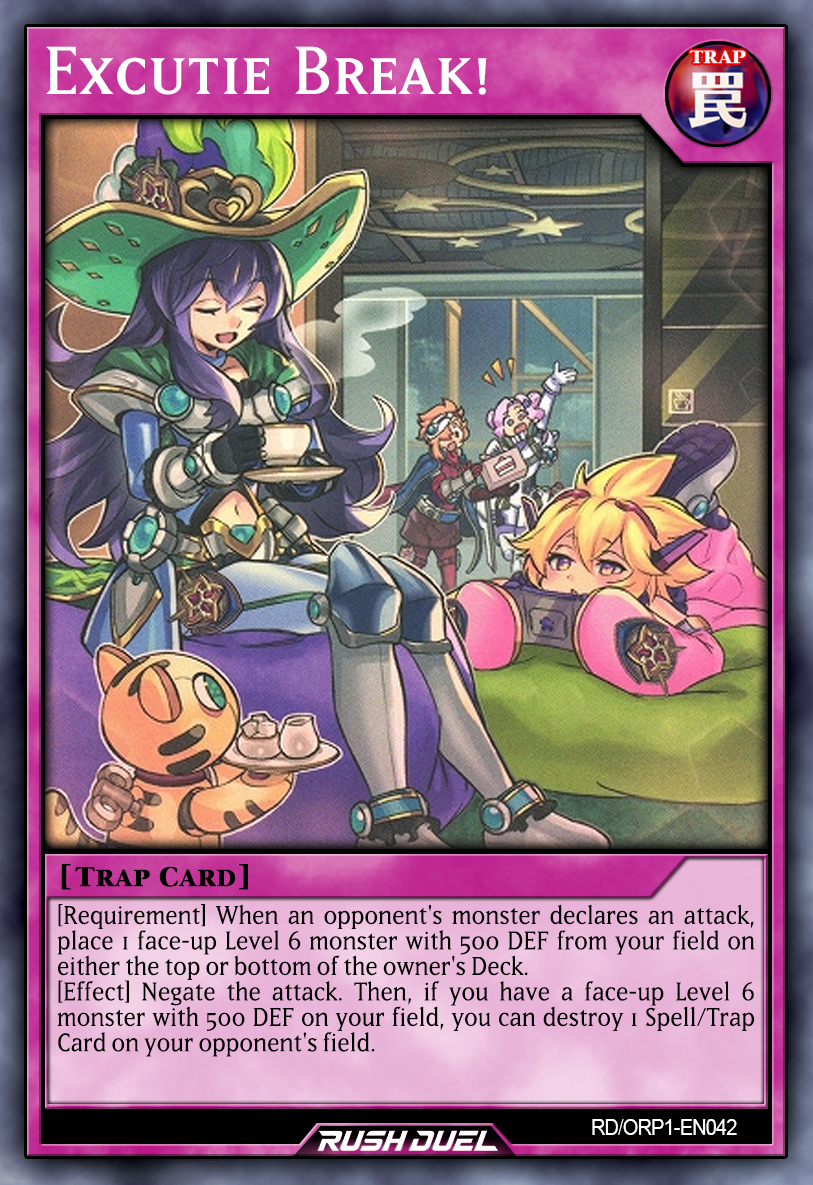 Excutie Break!
TRAP
罠
[Trap Card]
[Requirement] When an opponent's monster declares an attack,
place 1 face-up Level 6 monster with 500 DEF from your field on
either the top or bottom of the owner's Deck.
[Effect] Negate the attack. Then, if you have a face-up Level 6
monster with 500 DEF on your field, you can destroy 1 Spell/Trap
Card on your opponent's field.
RD/ORP1-EN042
RUSH DUEL